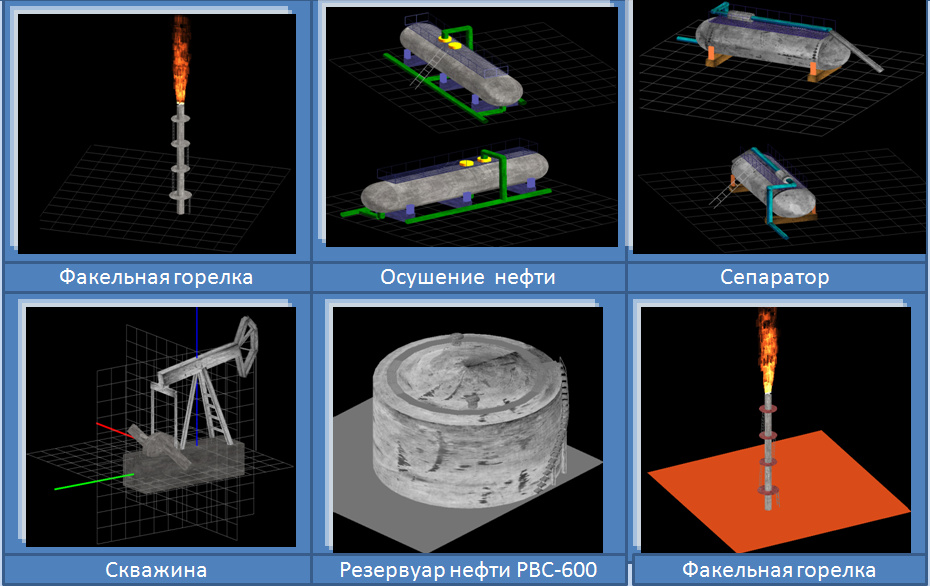 Факельная горелка
Осушение нефти
Сепаратор
Скважина
Резервуар нефти РВС-600
Факельная горелка